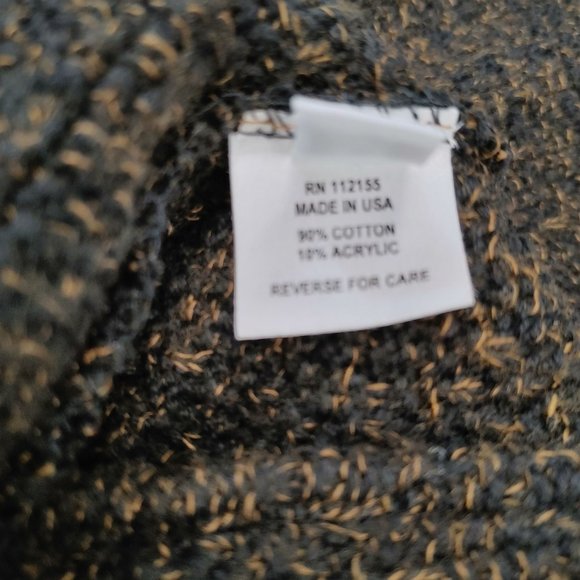 RN 112155
MADE IN USA
90% COTTON
10% ACRYLIC
REVERSE FOR CARE